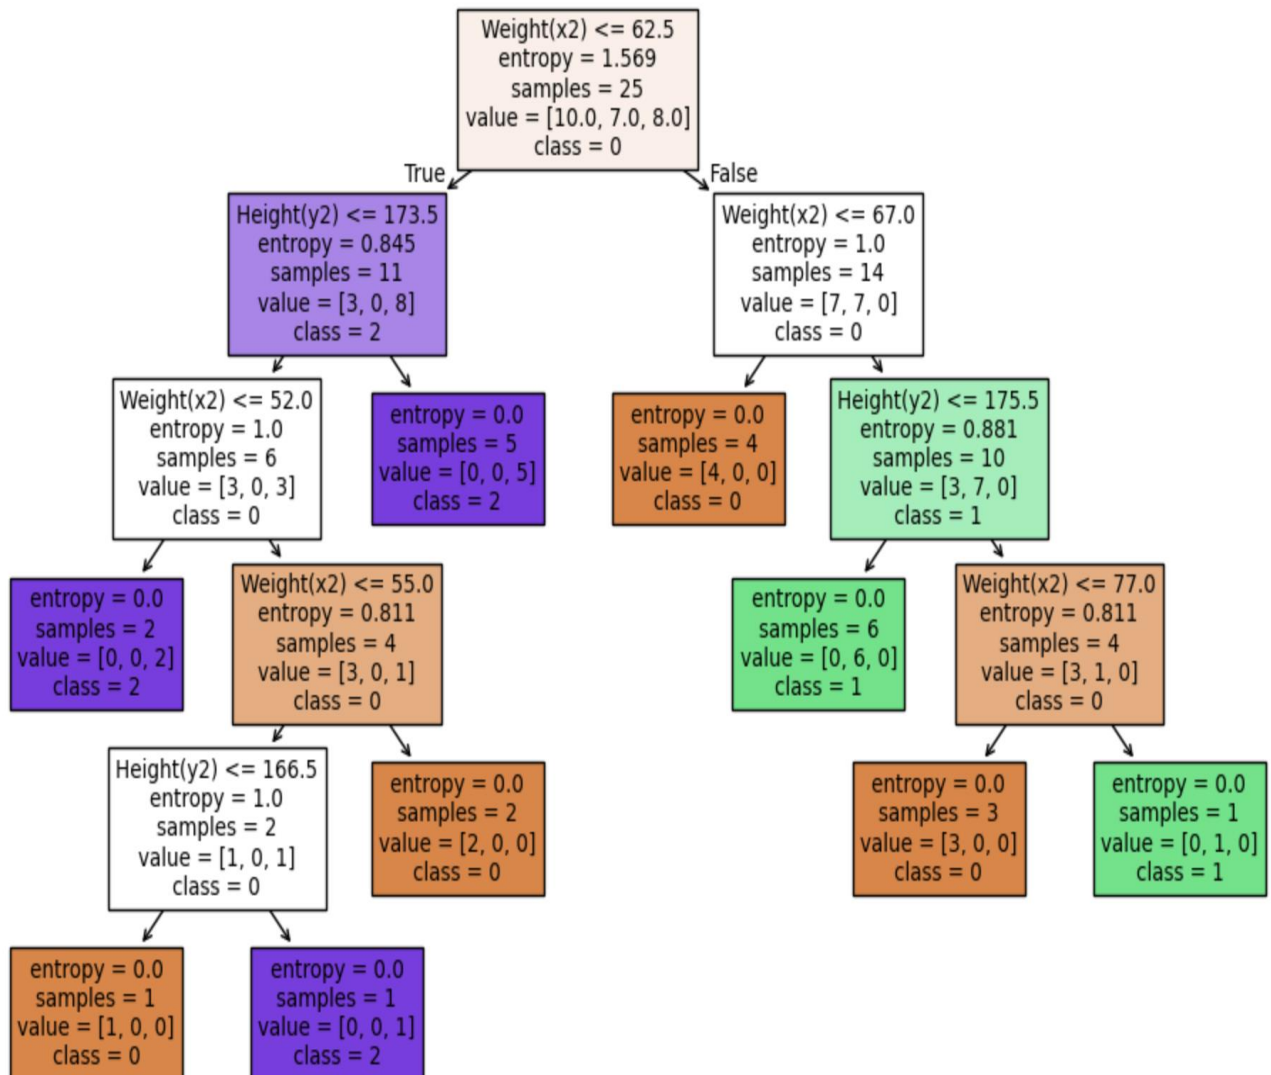 Weight(x2) <= 62.5
entropy = 1.569
samples = 25
value = [10.0, 7.0, 8.0]
class = 0
True
False
Height(y2) <= 173.5
entropy = 0.845
samples = 11
value = [3, 0, 8]
class = 2
Weight(x2) <= 67.0
entropy = 1.0
samples = 14
value = [7, 7, 0]
class = 0
Weight(x2) <= 52.0
entropy = 1.0
samples = 6
value = [3, 0, 3]
class = 0
entropy = 0.0
samples = 5
value = [0, 0, 5]
class = 2
entropy = 0.0
samples = 4
value = [4, 0, 0]
class = 0
Height(y2) <= 175.5
entropy = 0.881
samples = 10
value = [3, 7, 0]
class = 1
entropy = 0.0
samples = 2
value = [0, 0, 2]
class = 2
Weight(x2) <= 55.0
entropy = 0.811
samples = 4
value = [3, 0, 1]
class = 0
entropy = 0.0
samples = 6
value = [0, 6, 0]
class = 1
Weight(x2) <= 77.0
entropy = 0.811
samples = 4
value = [3, 1, 0]
class = 0
Height(y2) <= 166.5
entropy = 1.0
samples = 2
value = [1, 0, 1]
class = 0
entropy = 0.0
samples = 2
value = [2, 0, 0]
class = 0
entropy = 0.0
samples = 3
value = [3, 0, 0]
class = 0
entropy = 0.0
samples = 1
value = [0, 1, 0]
class = 1
entropy = 0.0
samples = 1
value = [1, 0, 0]
class = 0
entropy = 0.0
samples = 1
value = [0, 0, 1]
class = 2